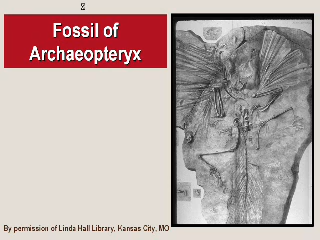 Fossil of
Archaeopteryx
By permission of Linda Hall Library, Kansas City, MO